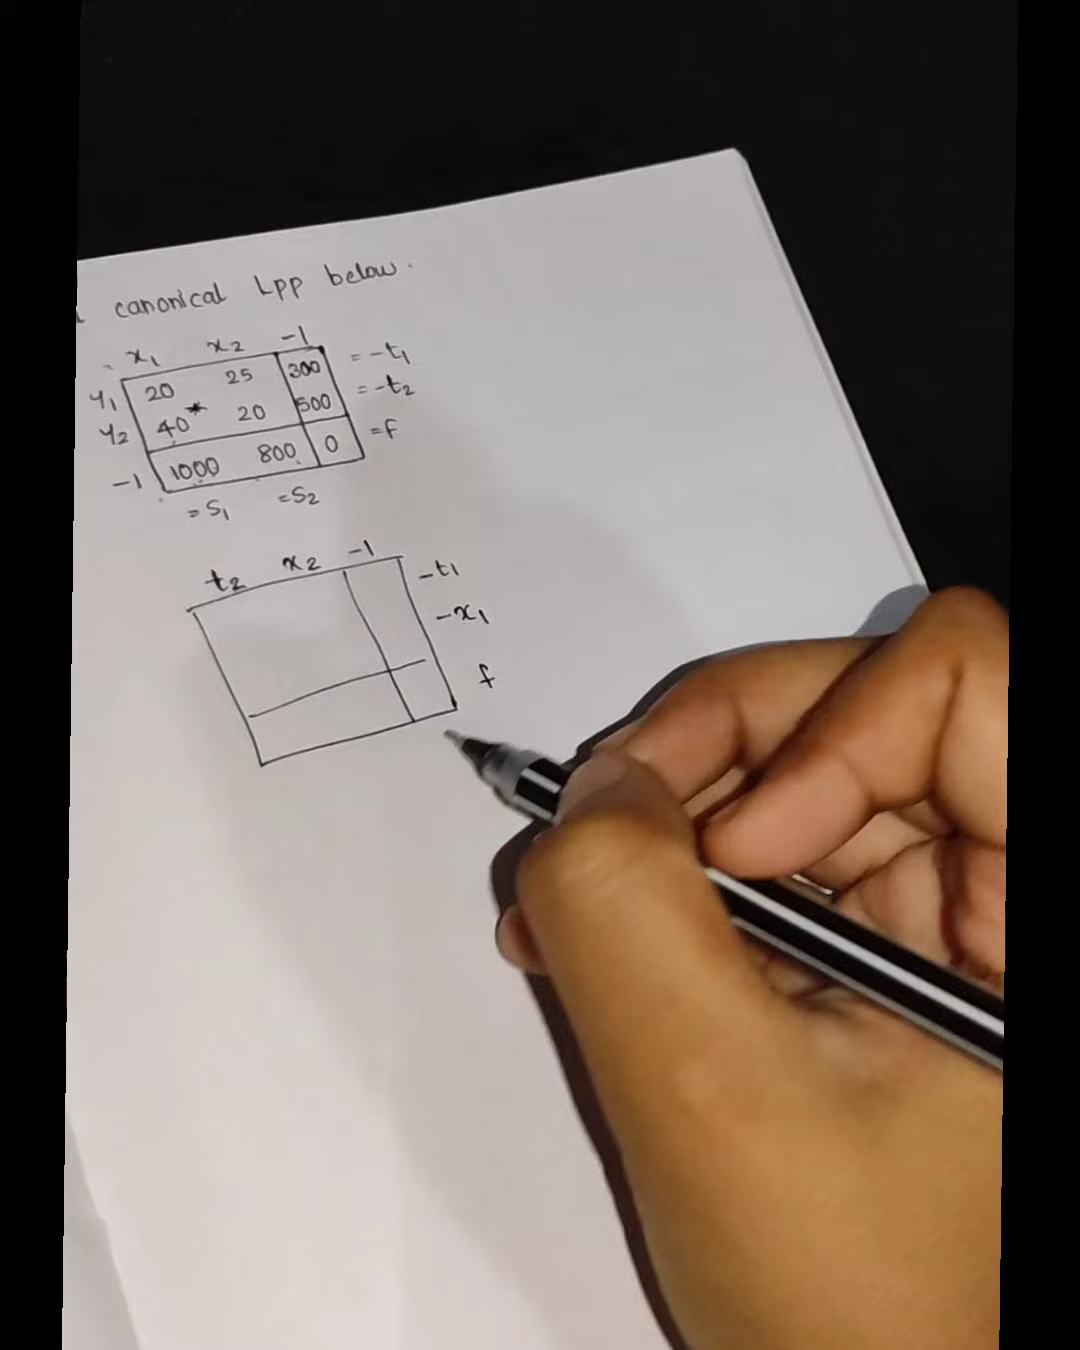 canonical Lpp below.
x₁ x₂ -1
y₁ 20 25 300 = -t₁
y₂ 40* 20 500 = -t₂
-1 1000 800 0 = f
= S₁ = S₂
t₂ x₂ -1
-t₁
-x₁
f